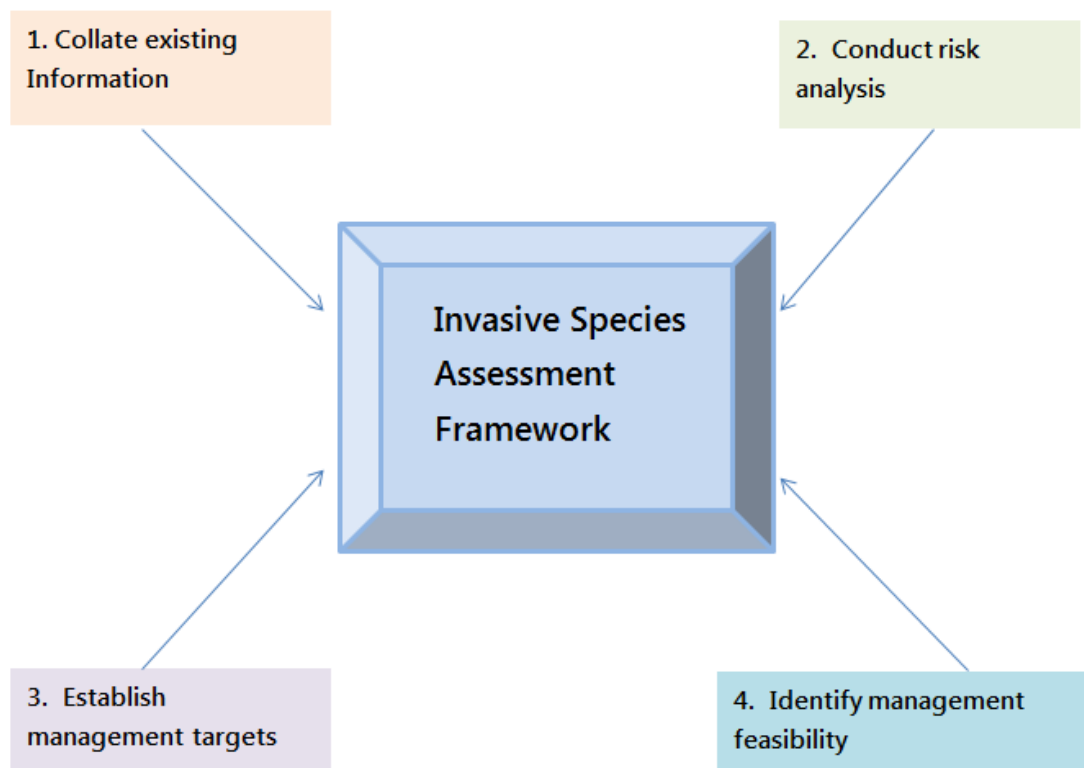 1. Collate existing
Information
2. Conduct risk
analysis
Invasive Species
Assessment
Framework
3. Establish
management targets
4. Identify management
feasibility